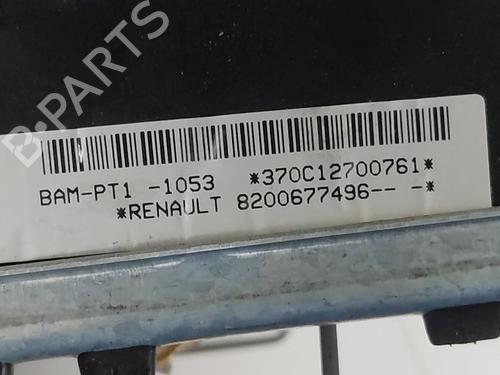 B-PARTS
BAM-PT1 -1053 *370C12700761*
*RENAULT 8200677496-- -*